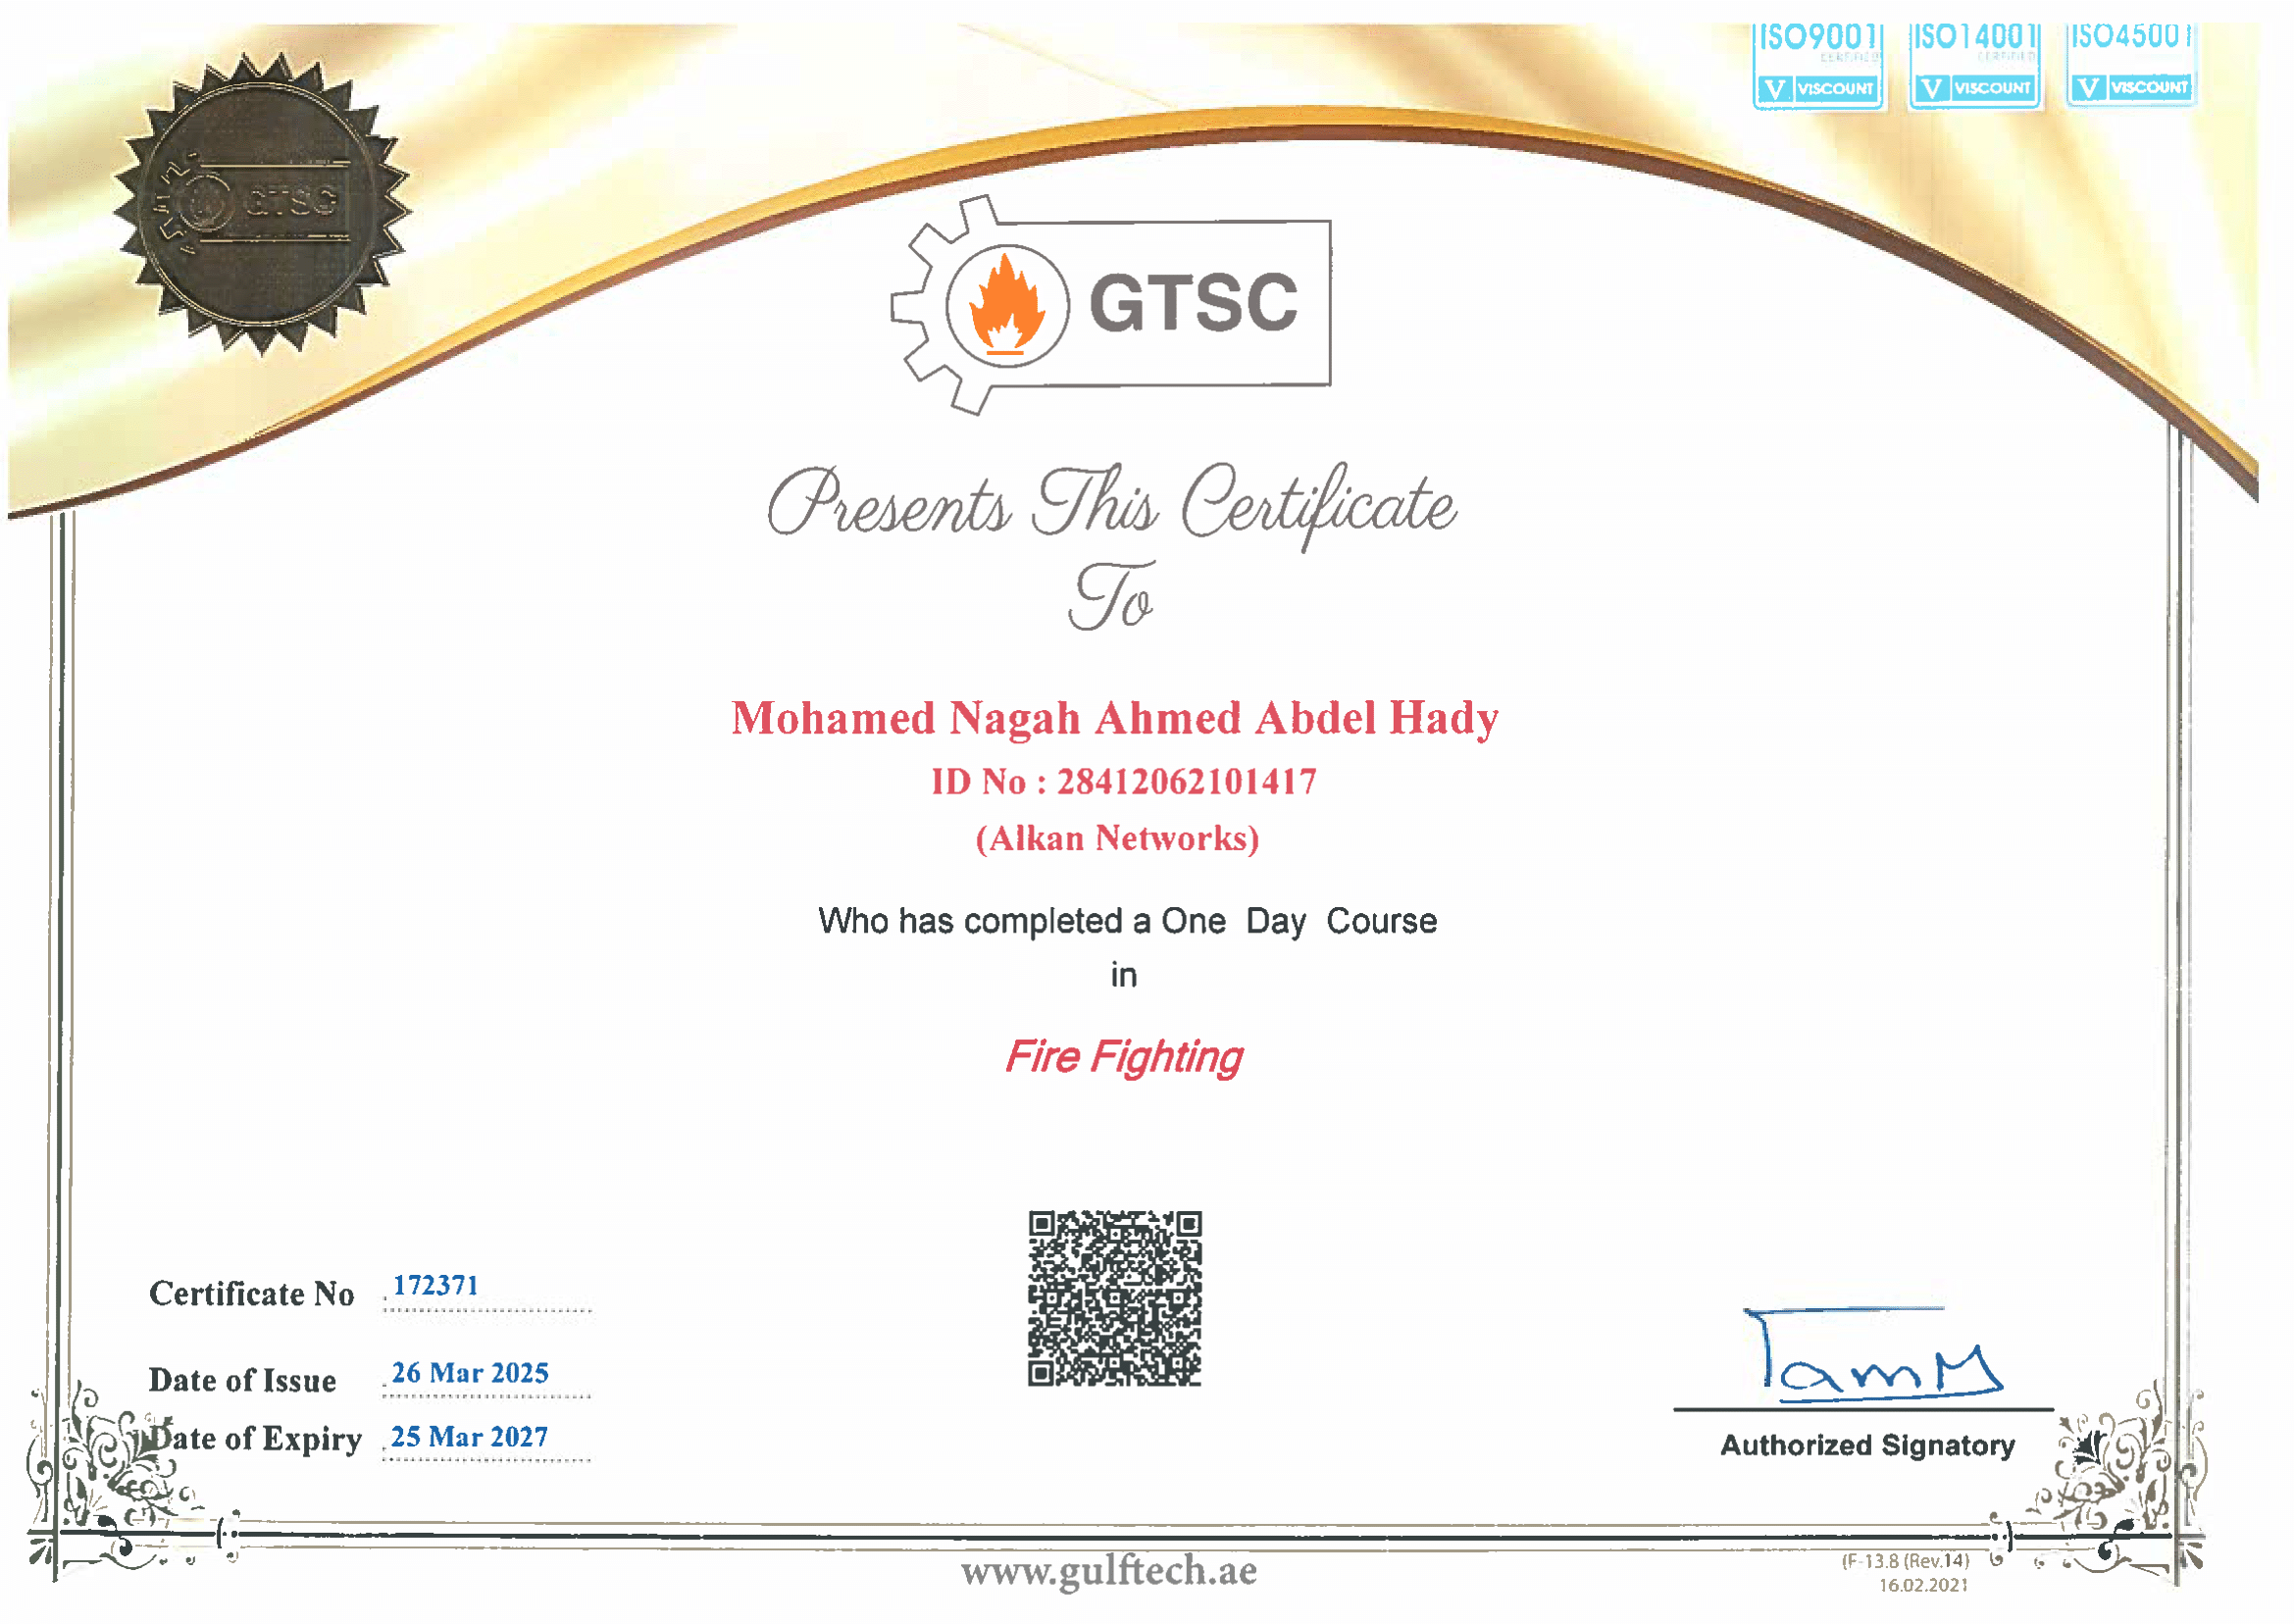 ISO9001 ISO14001 ISO45001
CERTIFIED CERTIFIED
V VISCOUNT V VISCOUNT V VISCOUNT
GTSC
GTSC
Presents This Certificate
To
Mohamed Nagah Ahmed Abdel Hady
ID No : 28412062101417
(Alkan Networks)
Who has completed a One Day Course
in
Fire Fighting
Certificate No 172371
Date of Issue 26 Mar 2025
Date of Expiry 25 Mar 2027
TamM
Authorized Signatory
www.gulftech.ae
(F-13.8 (Rev.14)
16.02.2021